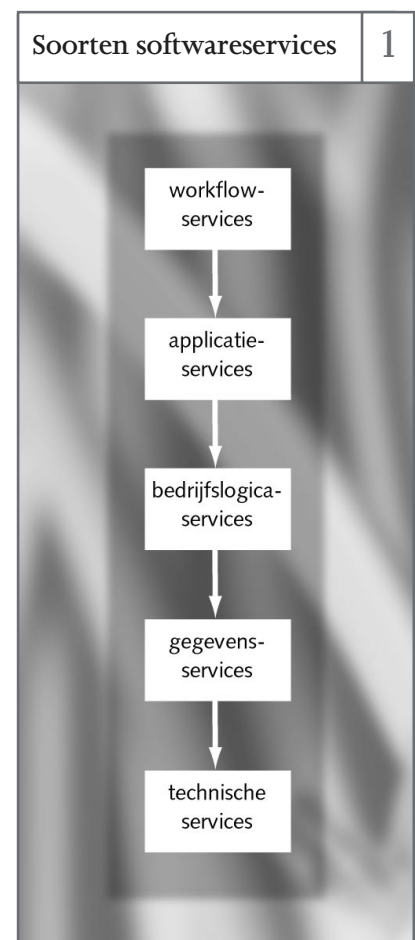 Soorten softwareservices 1
workflow-
services
applicatie-
services
bedrijfslogica-
services
gegevens-
services
technische
services